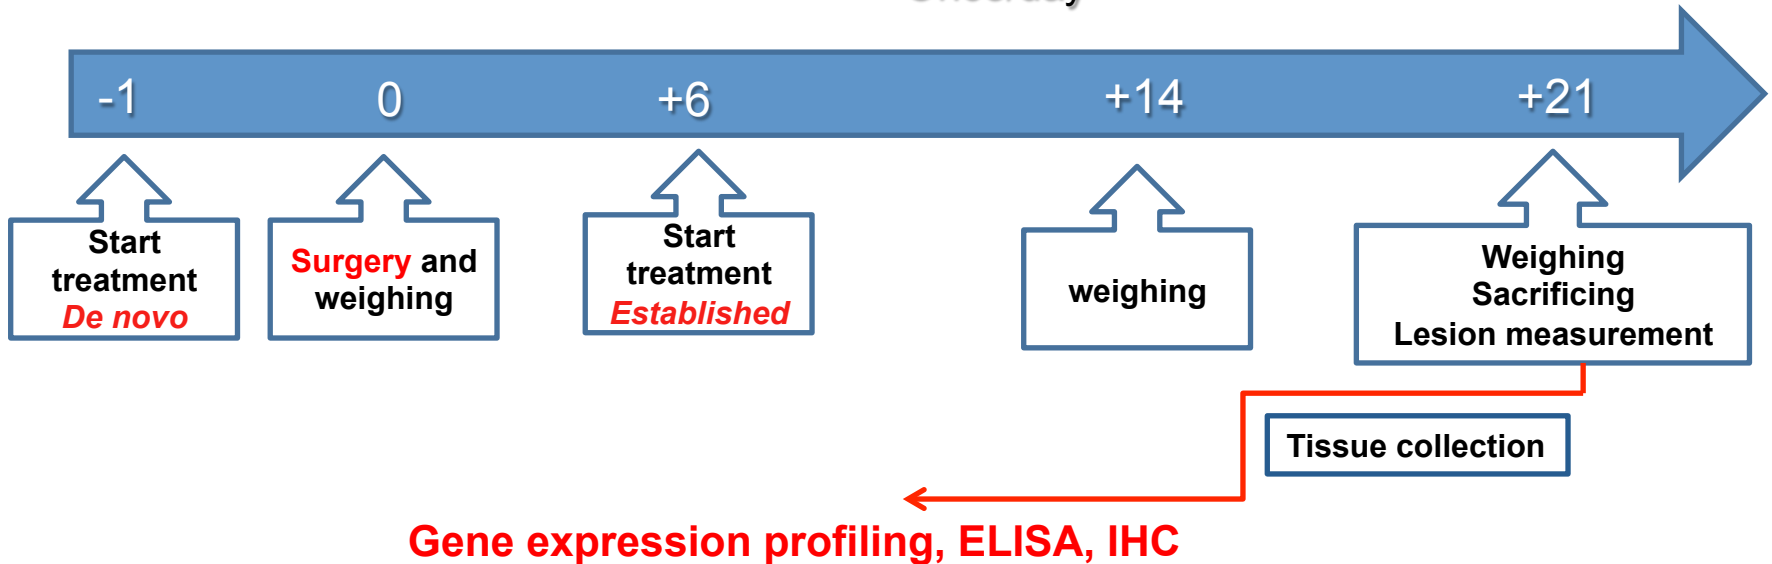 -1 0 +6 +14 +21
Start
treatment
De novo
Surgery and
weighing
Start
treatment
Established
weighing
Weighing
Sacrificing
Lesion measurement
Tissue collection
Gene expression profiling, ELISA, IHC